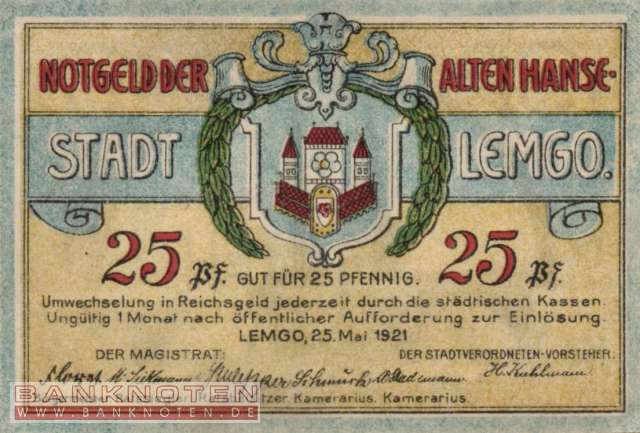 NOTGELD DER ALTEN HANSE-
STADT LEMGO.
25 Pf. GUT FÜR 25 PFENNIG. 25 Pf.
Umwechselung in Reichsgeld jederzeit durch die städtischen Kassen.
Ungültig 1 Monat nach öffentlicher Aufforderung zur Einlösung.
LEMGO, 25. Mai 1921
DER MAGISTRAT: DER STADTVERORDNETEN-VORSTEHER.
H. Kuhlmann
BANKNOTEN
WWW.BANKNOTEN.DE
Kamerarius. Kamerarius.